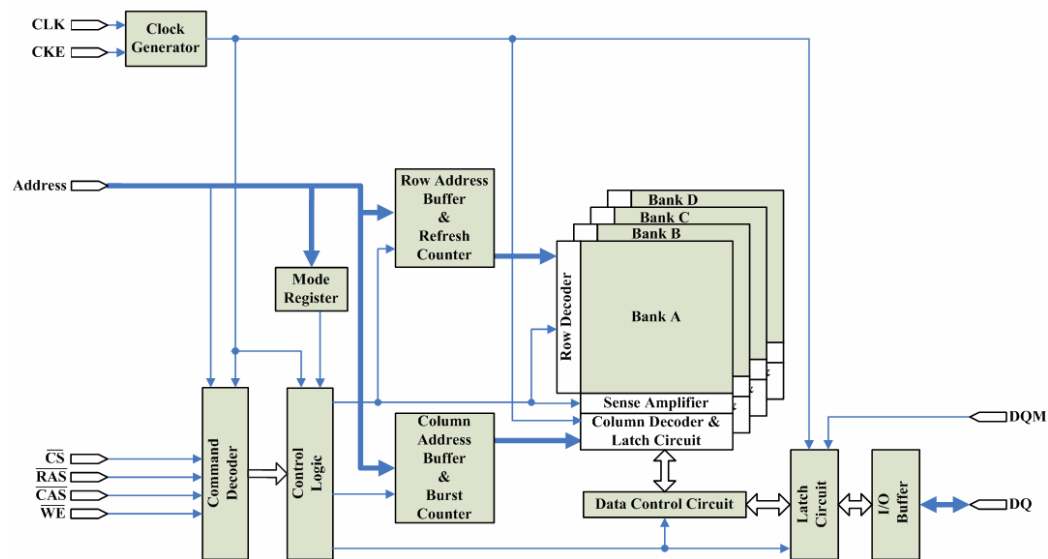 CLK
CKE
Clock
Generator
Address
Row Address
Buffer
&
Refresh
Counter
Mode
Register
Bank D
Bank C
Bank B
Row Decoder
Bank A
Sense Amplifier
Column Decoder &
Latch Circuit
&
&
&
CS
RAS
CAS
WE
Command
Decoder
Control
Logic
Column
Address
Buffer
&
Burst
Counter
Data Control Circuit
Latch
Circuit
I/O
Buffer
DQM
DQ